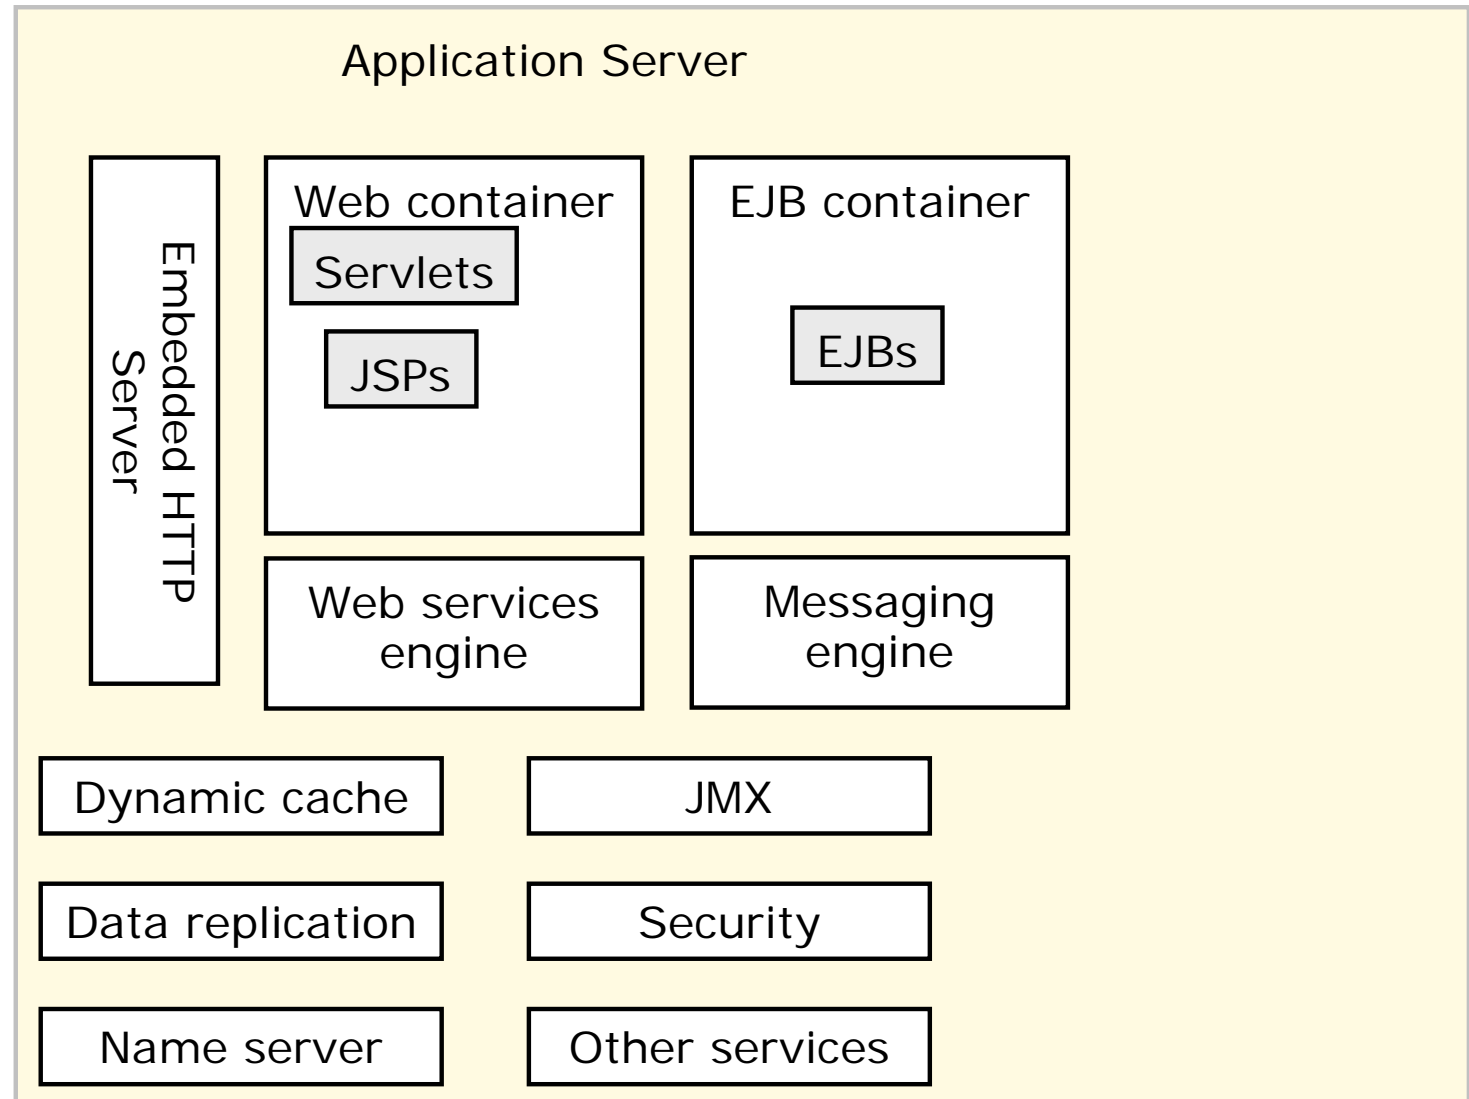 Application Server
Embedded HTTP
Server
Web container
Servlets
JSPs
EJB container
EJBs
Web services
engine
Messaging
engine
Dynamic cache
JMX
Data replication
Security
Name server
Other services